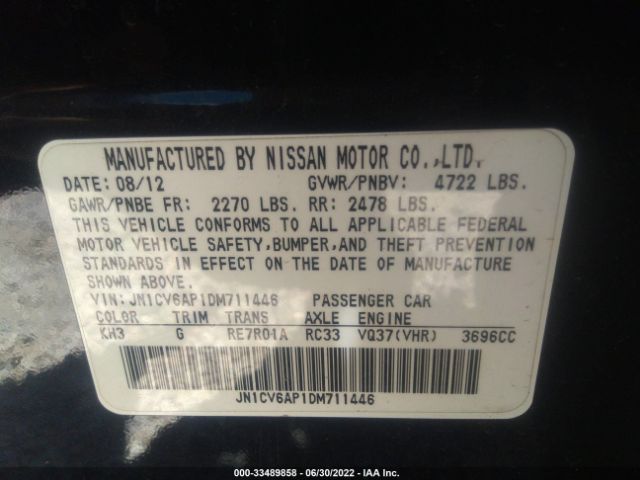 MANUFACTURED BY NISSAN MOTOR CO.,LTD.
DATE: 08/12 GVWR/PNBV: 4722 LBS.
GAWR/PNBE FR: 2270 LBS. RR: 2478 LBS.
THIS VEHICLE CONFORMS TO ALL APPLICABLE FEDERAL
MOTOR VEHICLE SAFETY,BUMPER,AND THEFT PREVENTION
STANDARDS IN EFFECT ON THE DATE OF MANUFACTURE
SHOWN ABOVE.
VIN: JN1CV6AP1DM711446 PASSENGER CAR
COLOR TRIM TRANS AXLE ENGINE
KH3 G RE7R01A RC33 VQ37(VHR) 3696CC
JN1CV6AP1DM711446
000-33489858 - 06/30/2022 - IAA Inc.